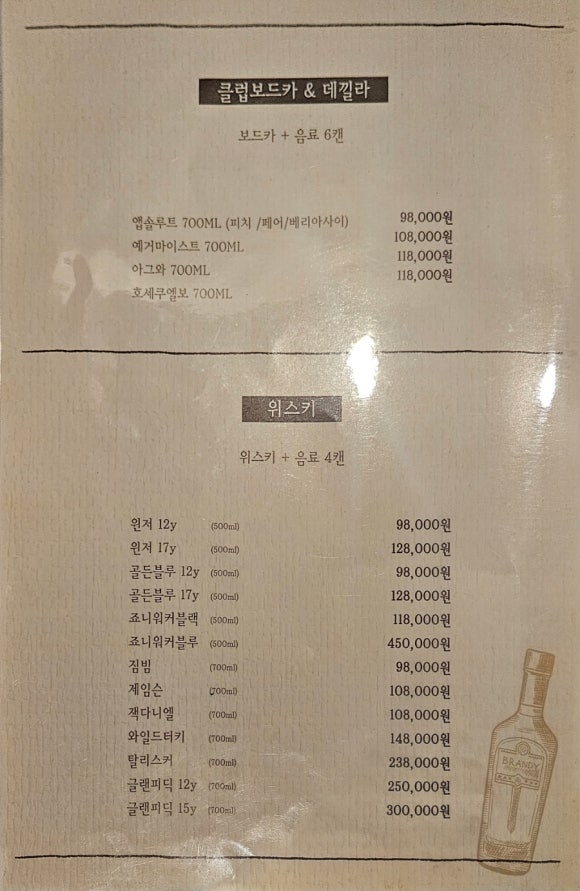 클럽보드카 & 데낄라
보드카 + 음료 6캔
앱솔루트 700ML (피치 /페어/베리아사이) 98,000원
예거마이스트 700ML 108,000원
아그와 700ML 118,000원
호세쿠엘보 700ML 118,000원
위스키
위스키 + 음료 4캔
윈저 12y (500ml) 98,000원
윈저 17y (500ml) 128,000원
골든블루 12y (500ml) 98,000원
골든블루 17y (500ml) 128,000원
죠니워커블랙 (500ml) 118,000원
죠니워커블루 (500ml) 450,000원
짐빔 (700ml) 98,000원
제임슨 (700ml) 108,000원
잭다니엘 (700ml) 108,000원
와일드터키 (700ml) 148,000원
탈리스커 (700ml) 238,000원
글랜피딕 12y (700ml) 250,000원
글랜피딕 15y (700ml) 300,000원
BRANDY